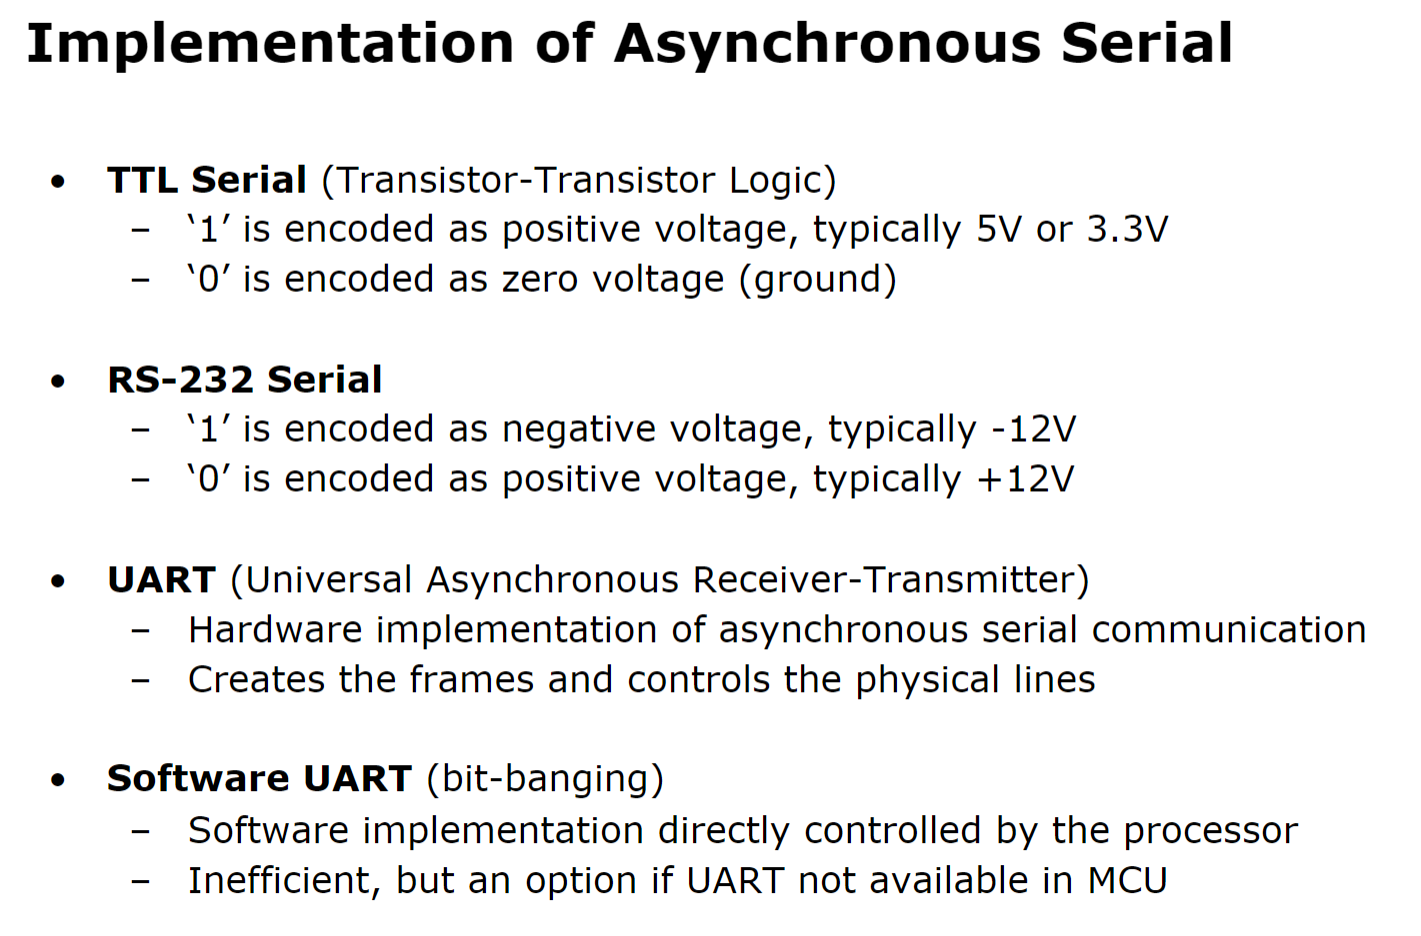 Implementation of Asynchronous Serial
• TTL Serial (Transistor-Transistor Logic)
– ‘1’ is encoded as positive voltage, typically 5V or 3.3V
– ‘0’ is encoded as zero voltage (ground)
• RS-232 Serial
– ‘1’ is encoded as negative voltage, typically -12V
– ‘0’ is encoded as positive voltage, typically +12V
• UART (Universal Asynchronous Receiver-Transmitter)
– Hardware implementation of asynchronous serial communication
– Creates the frames and controls the physical lines
• Software UART (bit-banging)
– Software implementation directly controlled by the processor
– Inefficient, but an option if UART not available in MCU